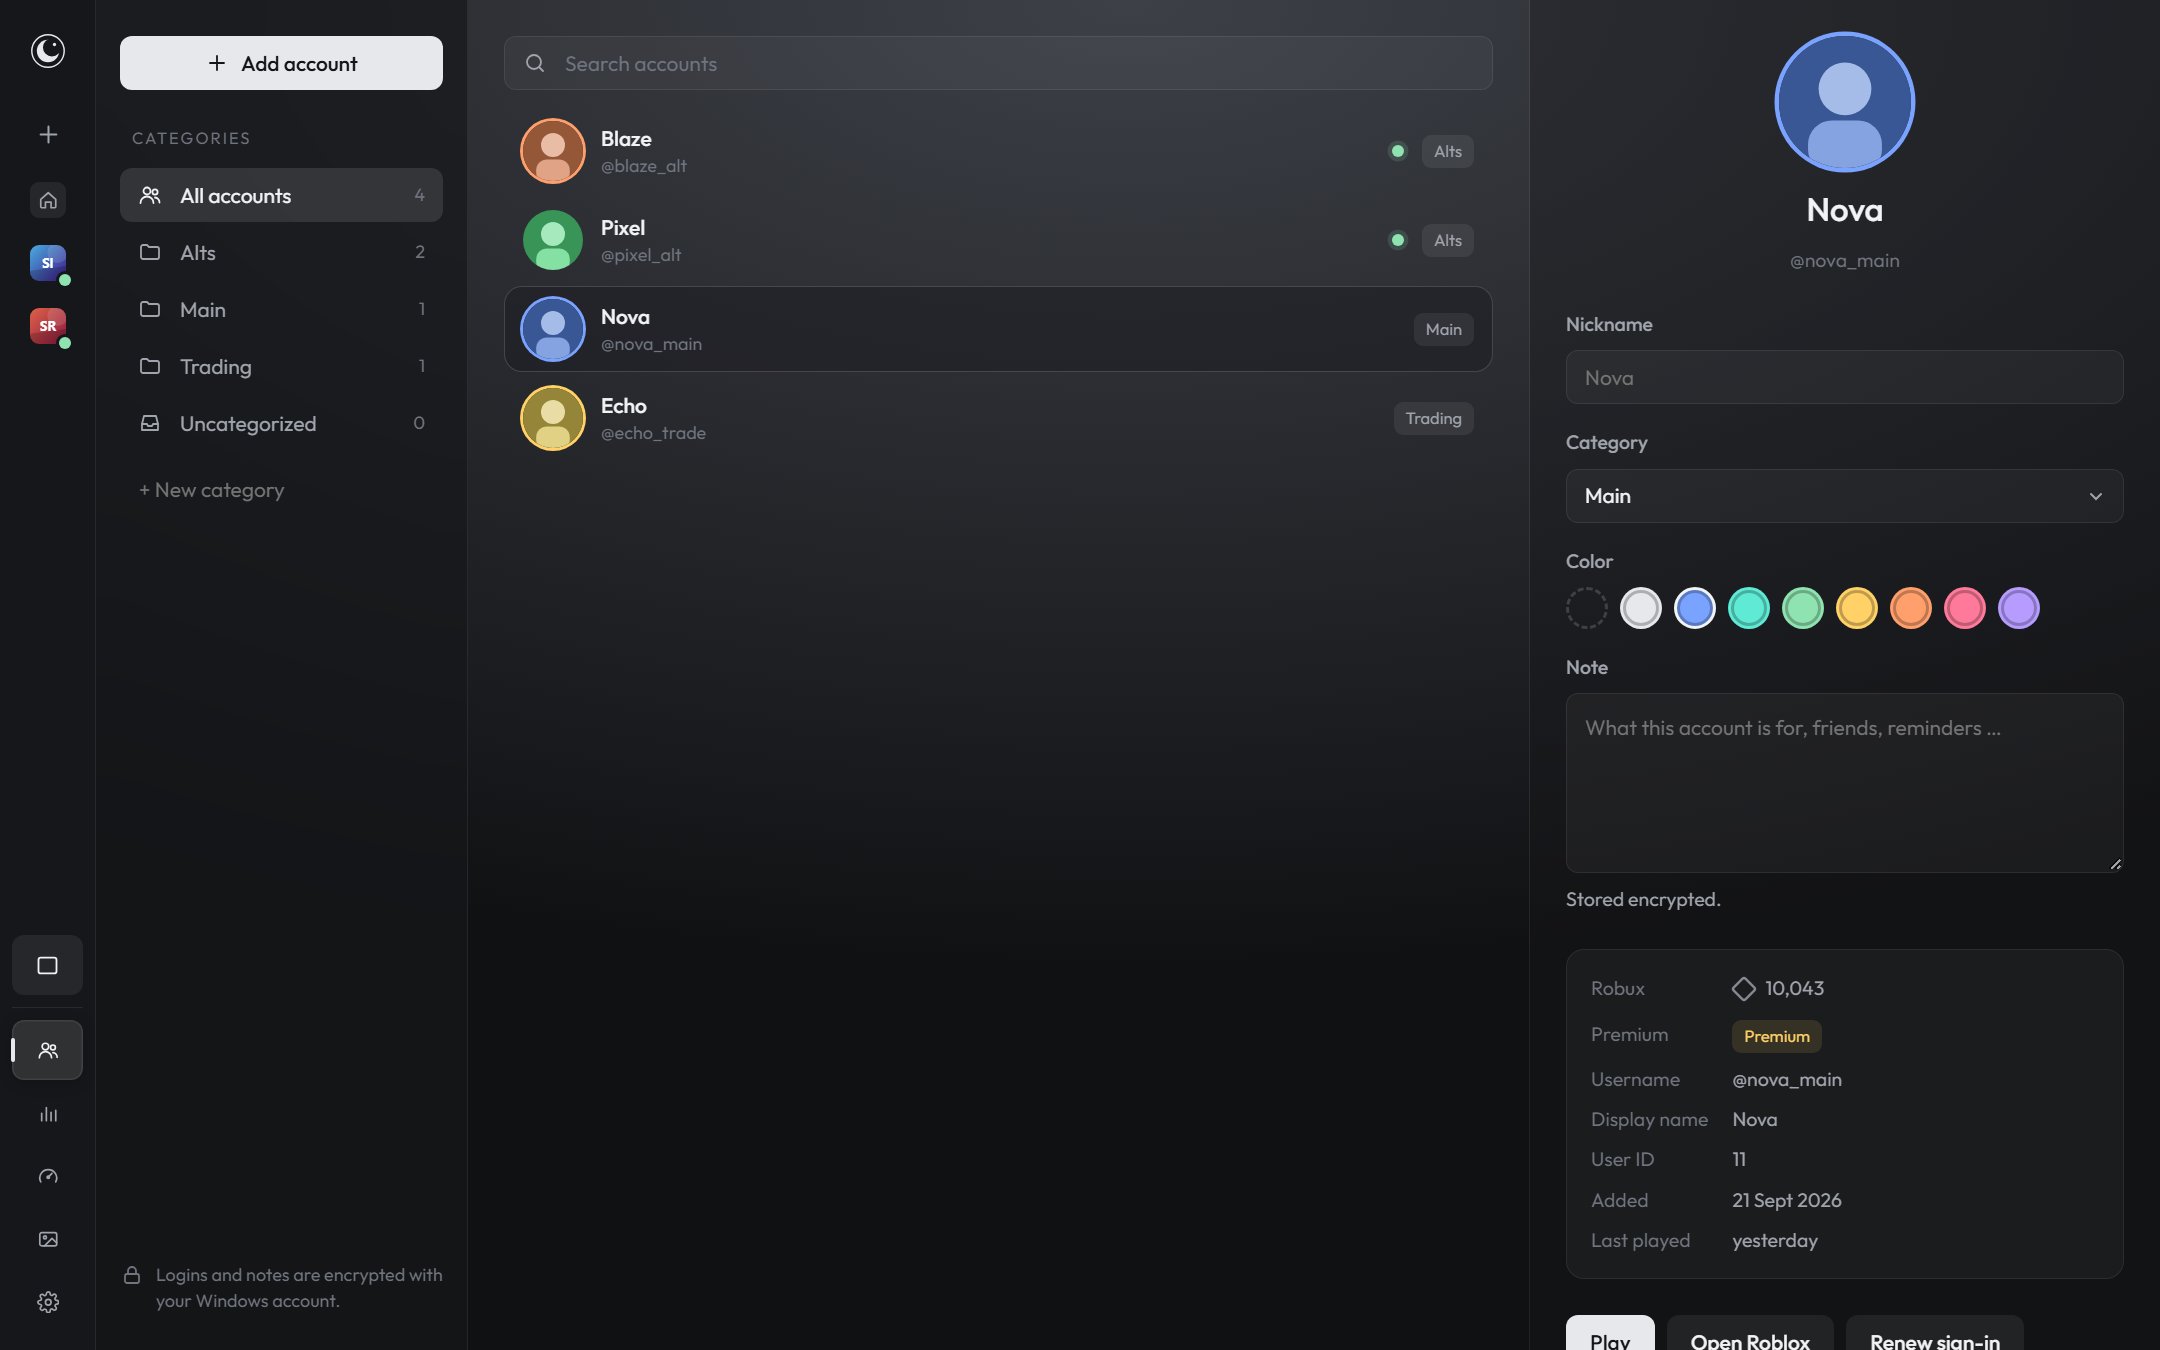 SI
SR
+ Add account
CATEGORIES
All accounts 4
Alts 2
Main 1
Trading 1
Uncategorized 0
+ New category
Logins and notes are encrypted with
your Windows account.
Search accounts
Blaze
@blaze_alt
Alts
Pixel
@pixel_alt
Alts
Nova
@nova_main
Main
Echo
@echo_trade
Trading
Nova
@nova_main
Nickname
Nova
Category
Main
Color
Note
What this account is for, friends, reminders ...
Stored encrypted.
Robux 10,043
Premium Premium
Username @nova_main
Display name Nova
User ID 11
Added 21 Sept 2026
Last played yesterday
Play Open Roblox Renew sign-in